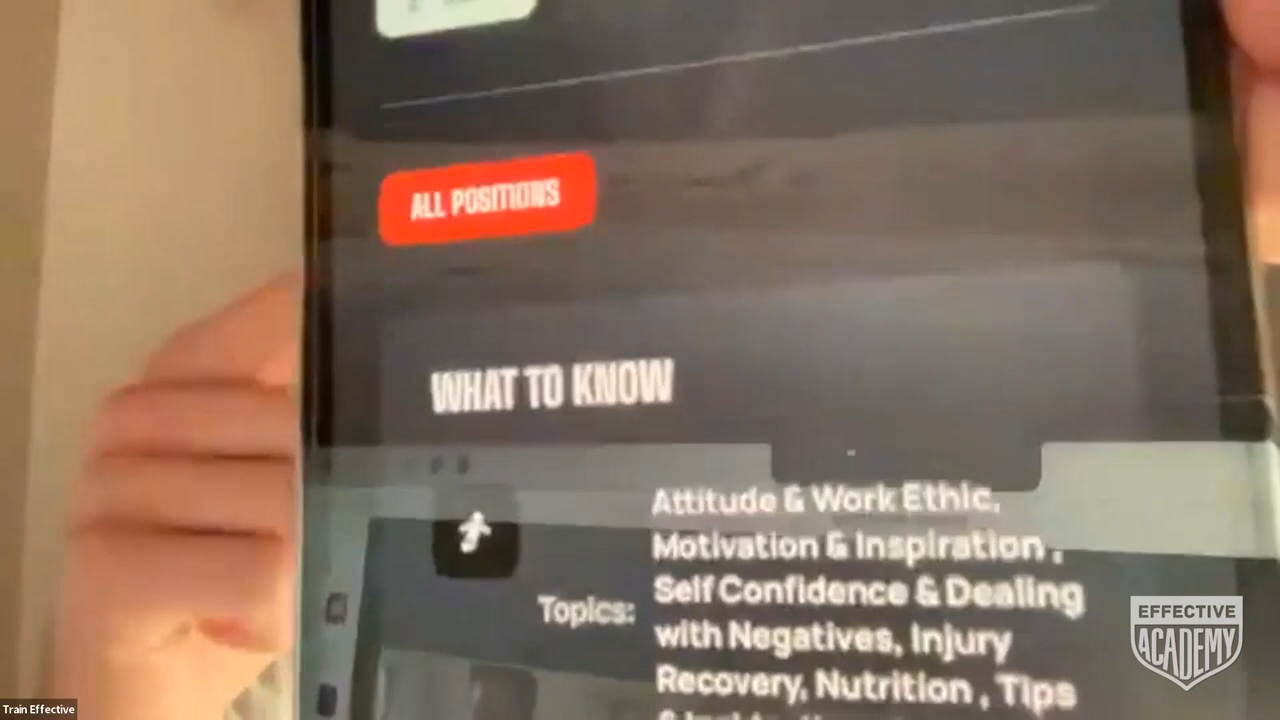 ALL POSITIONS
WHAT TO KNOW
Attitude & Work Ethic,
Motivation & Inspiration ,
Self Confidence & Dealing
Topics:
with Negatives, Injury
Recovery, Nutrition , Tips
EFFECTIVE
ACADEMY
Train Effective